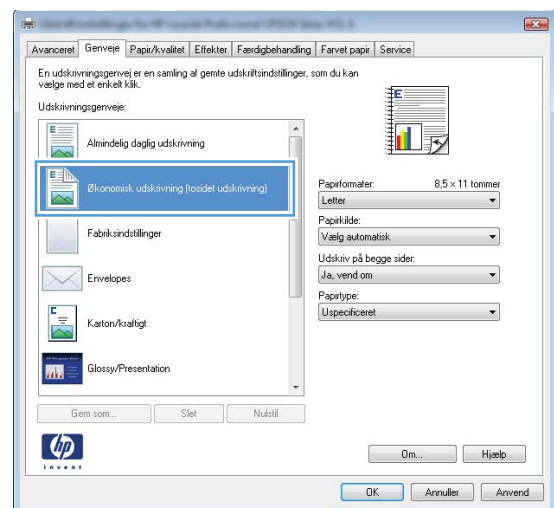 Avanceret Genveje Papir/kvalitet Effekter Færdigbehandling Farvet papir Service
En udskrivningsgenvej er en samling af gemte udskriftsindstillinger, som du kan
vælge med et enkelt klik.
Udskrivningsgenveje:
Almindelig daglig udskrivning
Økonomisk udskrivning (tosidet udskrivning)
Fabriksindstillinger
Envelopes
Karton/kraftigt
Glossy/Presentation
Gem som... Slet Nulstil
Papirformater: 8,5 × 11 tommer
Letter
Papirkilde:
Vælg automatisk
Udskriv på begge sider:
Ja, vend om
Papirtype:
Uspecificeret
hp
invent
Om... Hjælp
OK Annuller Anvend